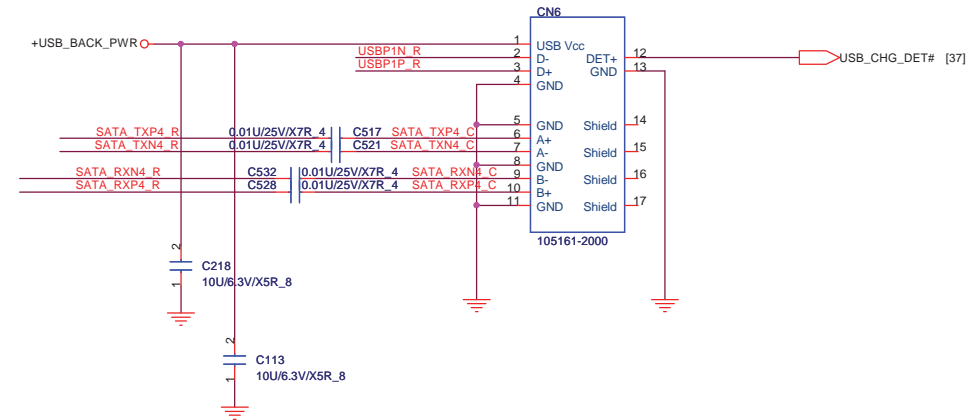 CN6
+USB_BACK_PWR
1 USB Vcc
USBP1N_R 2 D- DET+ 12 USB_CHG_DET# [37]
USBP1P_R 3 D+ GND 13
4 GND
5 GND Shield 14
SATA_TXP4_R 0.01U/25V/X7R_4 C517 SATA_TXP4_C 6 A+
SATA_TXN4_R 0.01U/25V/X7R_4 C521 SATA_TXN4_C 7 A- Shield 15
8 GND
SATA_RXN4_R C532 0.01U/25V/X7R_4 SATA_RXN4_C 9 B- Shield 16
SATA_RXP4_R C528 0.01U/25V/X7R_4 SATA_RXP4_C 10 B+
11 GND Shield 17
105161-2000
2
C218
1 10U/6.3V/X5R_8
2
C113
1 10U/6.3V/X5R_8